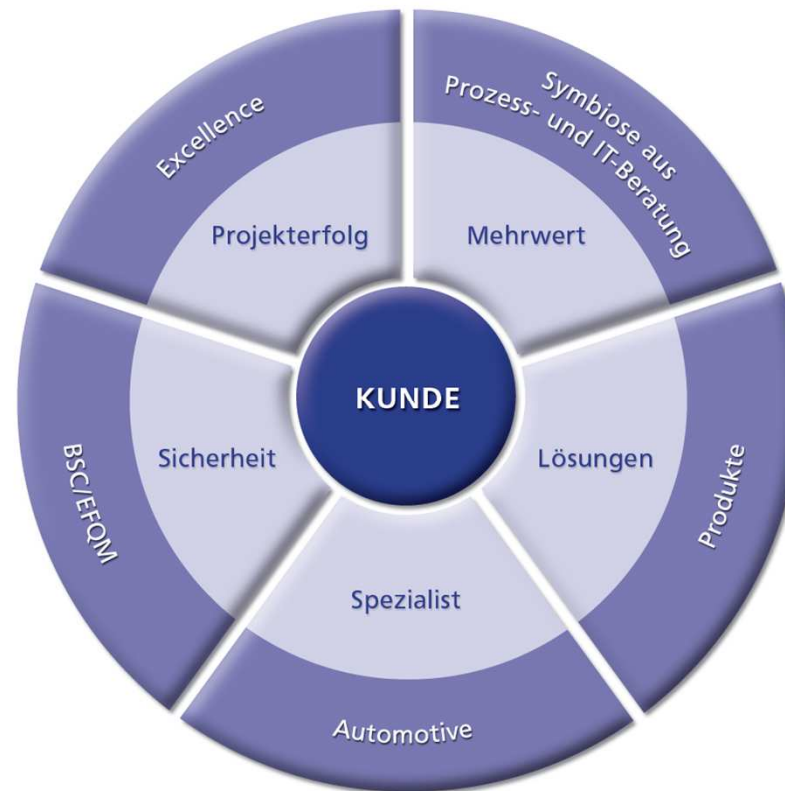 Excellence
Symbiose aus
Prozess- und IT-Beratung
Projekterfolg
Mehrwert
KUNDE
BSC/EFQM
Sicherheit
Lösungen
Produkte
Spezialist
Automotive